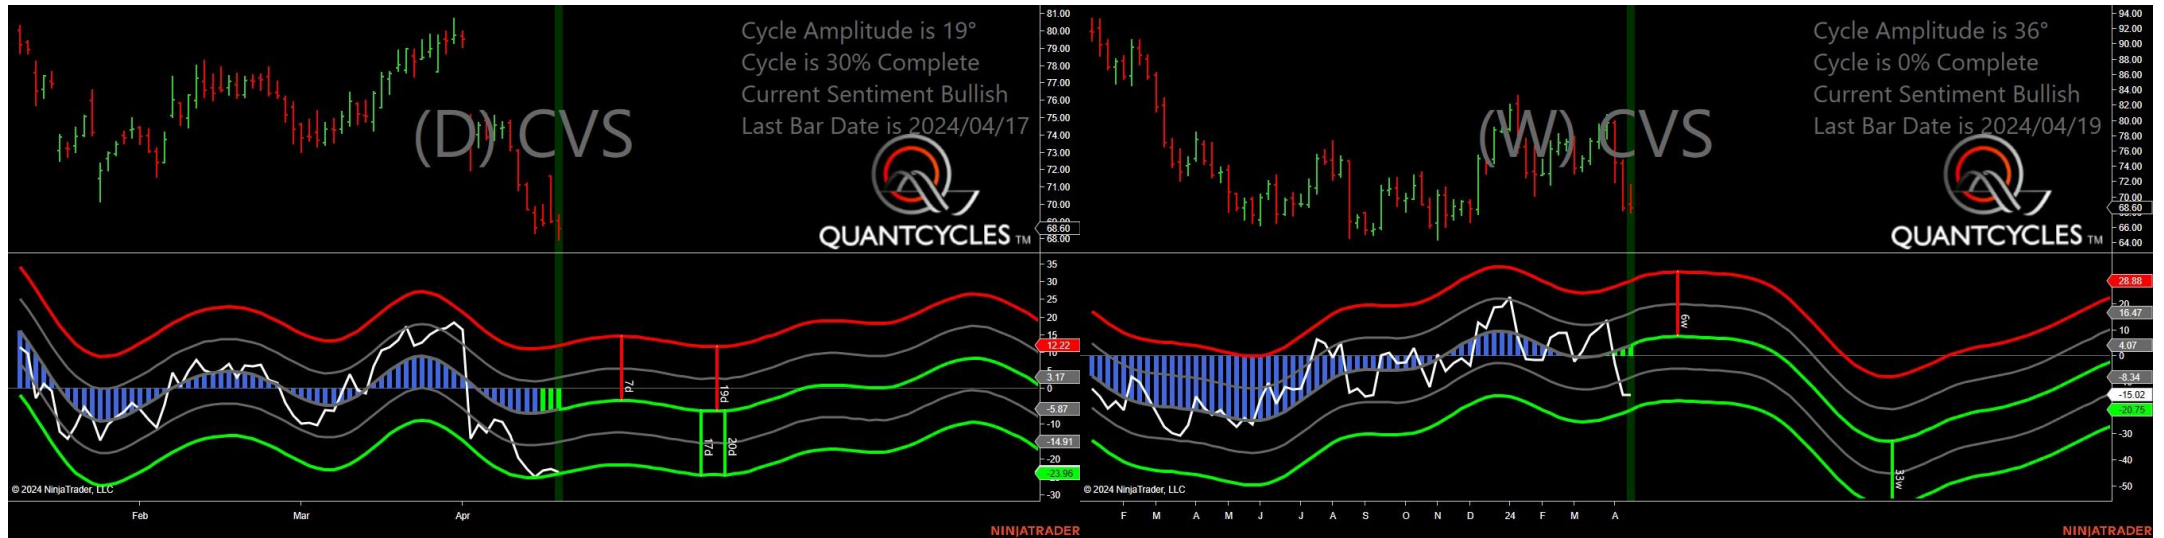 Cycle Amplitude is 19°
Cycle is 30% Complete
Current Sentiment Bullish
Last Bar Date is 2024/04/17
(D) CVS
QUANTCYCLES TM
81.00
80.00
79.00
78.00
77.00
76.00
75.00
74.00
73.00
72.00
71.00
70.00
69.00
68.60
68.00
35
30
25
20
15
12.22
5
3.17
0
-5.87
-10
-14.91
-20
-23.96
-30
7d
19d
17d
20d
© 2024 NinjaTrader, LLC
Feb
Mar
Apr
NINJATRADER
Cycle Amplitude is 36°
Cycle is 0% Complete
Current Sentiment Bullish
Last Bar Date is 2024/04/19
(W) CVS
QUANTCYCLES TM
94.00
92.00
90.00
88.00
86.00
84.00
82.00
80.00
78.00
76.00
74.00
72.00
70.00
68.60
66.00
64.00
28.88
20
16.47
10
4.07
0
-8.34
-15.02
-20.75
-30
-40
-50
6w
33w
© 2024 NinjaTrader, LLC
F M A M J J A S O N D 24 F M A
NINJATRADER